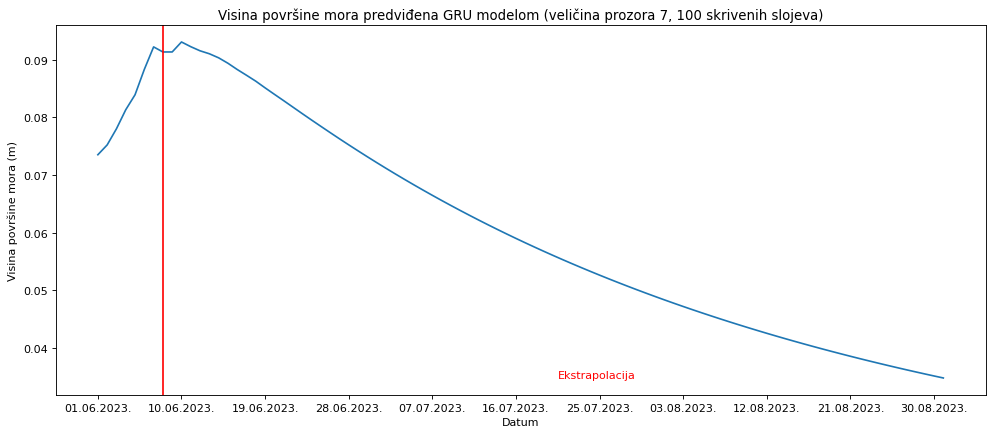 Visina površine mora predviđena GRU modelom (veličina prozora 7, 100 skrivenih slojeva)
Visina površine mora (m)
0.09
0.08
0.07
0.06
0.05
0.04
Ekstrapolacija
01.06.2023. 10.06.2023. 19.06.2023. 28.06.2023. 07.07.2023. 16.07.2023. 25.07.2023. 03.08.2023. 12.08.2023. 21.08.2023. 30.08.2023.
Datum